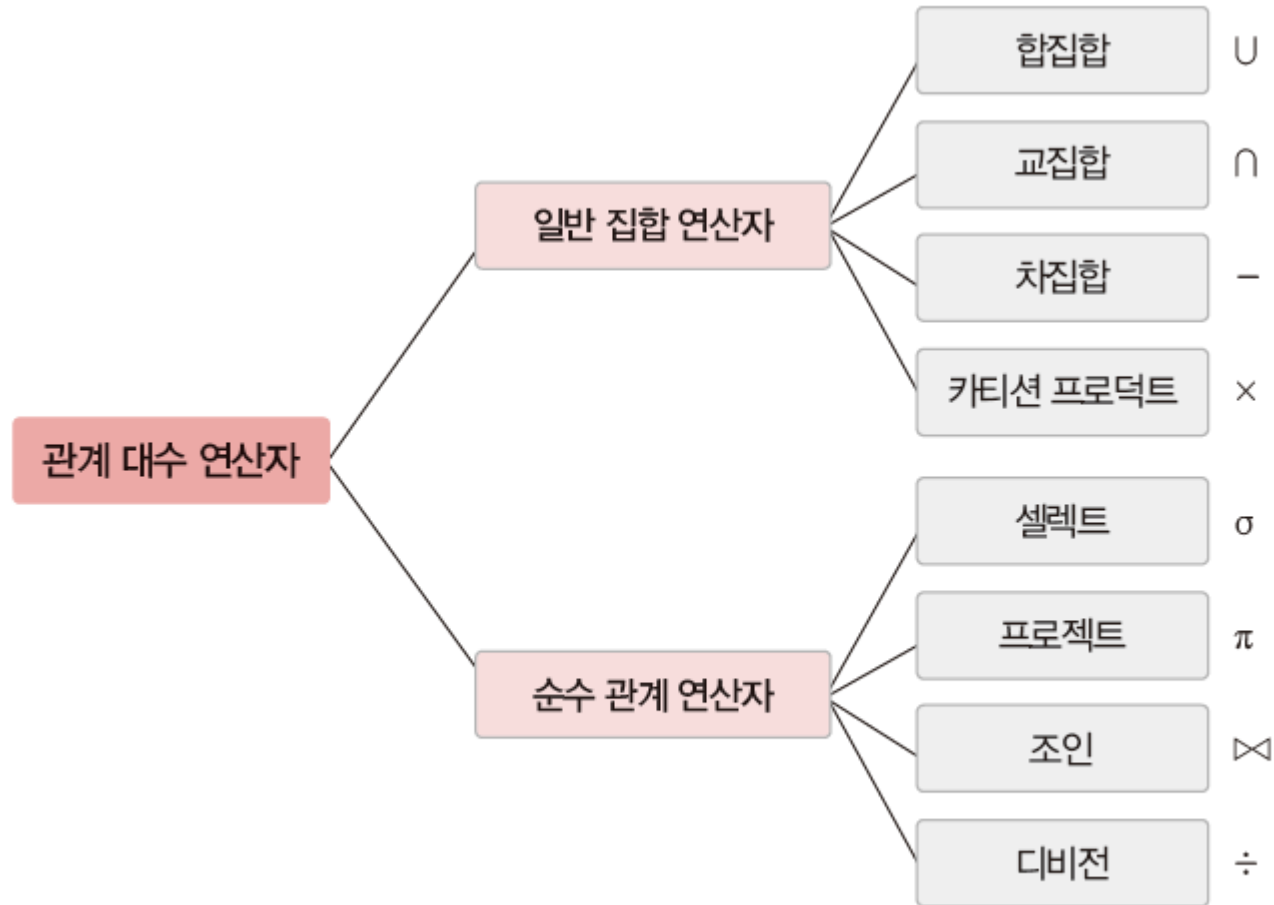 합집합 ∪
교집합 ∩
일반 집합 연산자
차집합 −
카티션 프로덕트 ×
관계 대수 연산자
셀렉트 σ
프로젝트 π
순수 관계 연산자
조인 ⋈
디비전 ÷